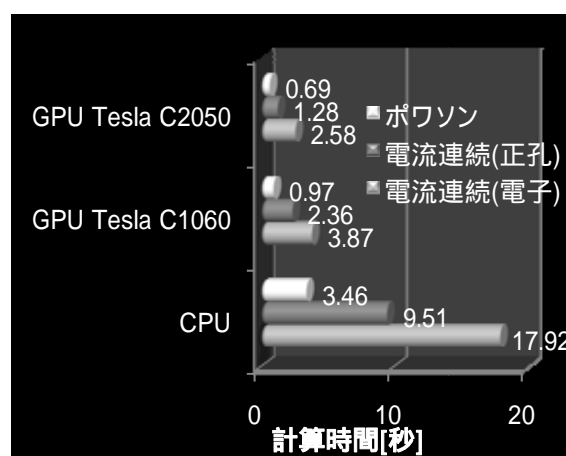 GPU Tesla C2050
0.69
1.28
2.58
ポワソン
電流連続(正孔)
電流連続(電子)
GPU Tesla C1060
0.97
2.36
3.87
CPU
3.46
9.51
17.92
0
10
20
計算時間[秒]